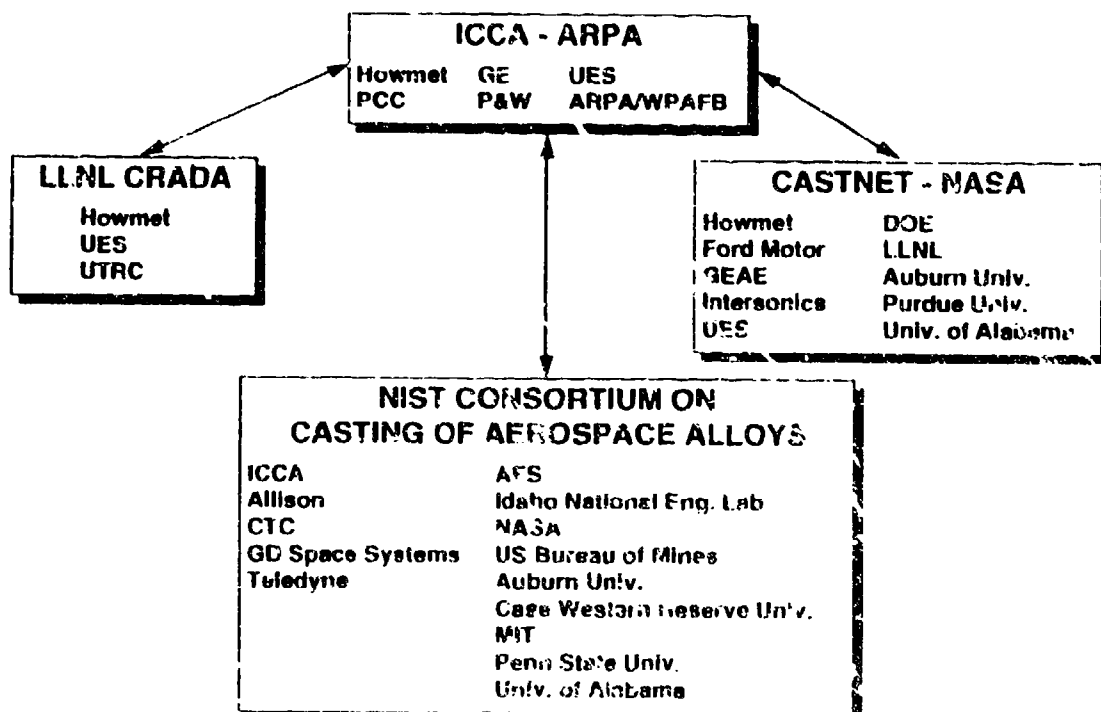 ICCA - ARPA
Howmet GE UES
PCC P&W ARPA/WPAFB
LLNL CRADA
Howmet
UES
UTRC
CASTNET - NASA
Howmet DOE
Ford Motor LLNL
GEAE Auburn Univ.
Intersonics Purdue Univ.
UES Univ. of Alabama
NIST CONSORTIUM ON
CASTING OF AEROSPACE ALLOYS
ICCA AFS
Allison Idaho National Eng. Lab
CTC NASA
GD Space Systems US Bureau of Mines
Teledyne Auburn Univ.
Case Western Reserve Univ.
MIT
Penn State Univ.
Univ. of Alabama